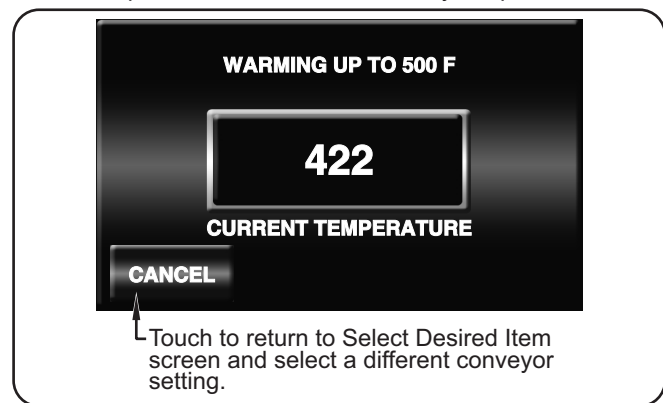 WARMING UP TO 500 F
422
CURRENT TEMPERATURE
CANCEL
Touch to return to Select Desired Item
screen and select a different conveyor
setting.